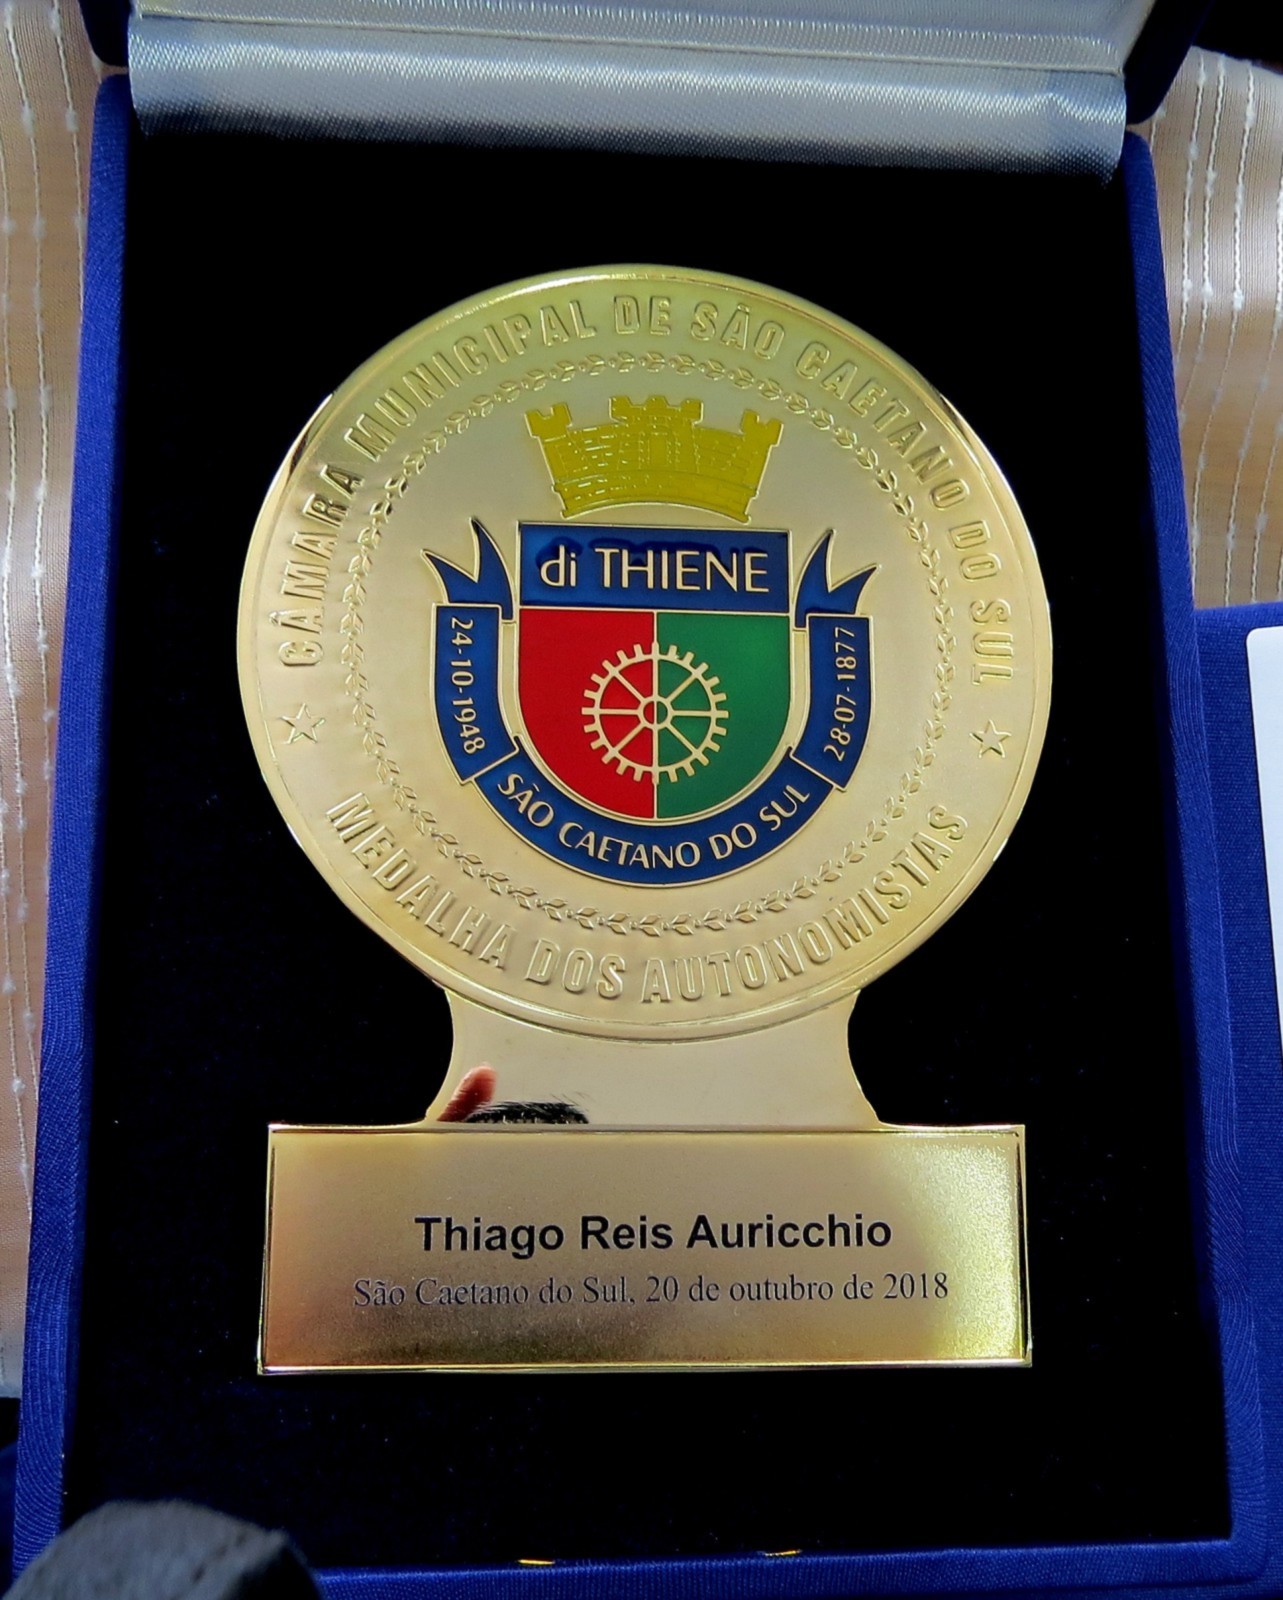 CÂMARA MUNICIPAL DE SÃO CAETANO DO SUL
di THIENE
24-10-1948
28-07-1877
SÃO CAETANO DO SUL
MEDALHA DOS AUTONOMISTAS
Thiago Reis Auricchio
São Caetano do Sul, 20 de outubro de 2018